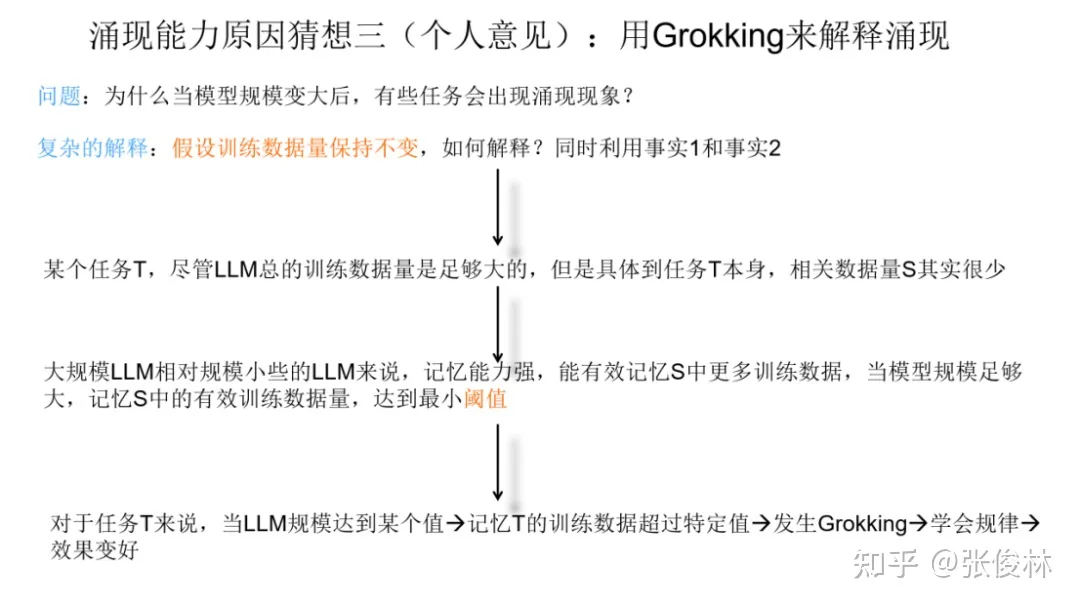 涌现能力原因猜想三（个人意见）：用Grokking来解释涌现
问题：为什么当模型规模变大后，有些任务会出现涌现现象？
复杂的解释：假设训练数据量保持不变，如何解释？同时利用事实1和事实2
某个任务T，尽管LLM总的训练数据量是足够大的，但是具体到任务T本身，相关数据量S其实很少
大规模LLM相对规模小些的LLM来说，记忆能力强，能有效记忆S中更多训练数据，当模型规模足够
大，记忆S中的有效训练数据量，达到最小阈值
对于任务T来说，当LLM规模达到某个值→记忆T的训练数据超过特定值→发生Grokking→学会规律→
效果变好
知乎 @张俊林